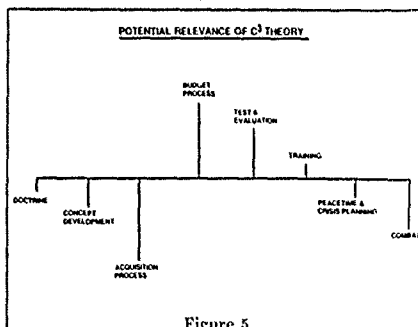 POTENTIAL RELEVANCE OF C³ THEORY
BUDGET
PROCESS
TEST &
EVALUATION
TRAINING
DOCTRINE
CONCEPT
DEVELOPMENT
PEACETIME &
CRISIS PLANNING
COMBAT
ACQUISITION
PROCESS
Figure 5